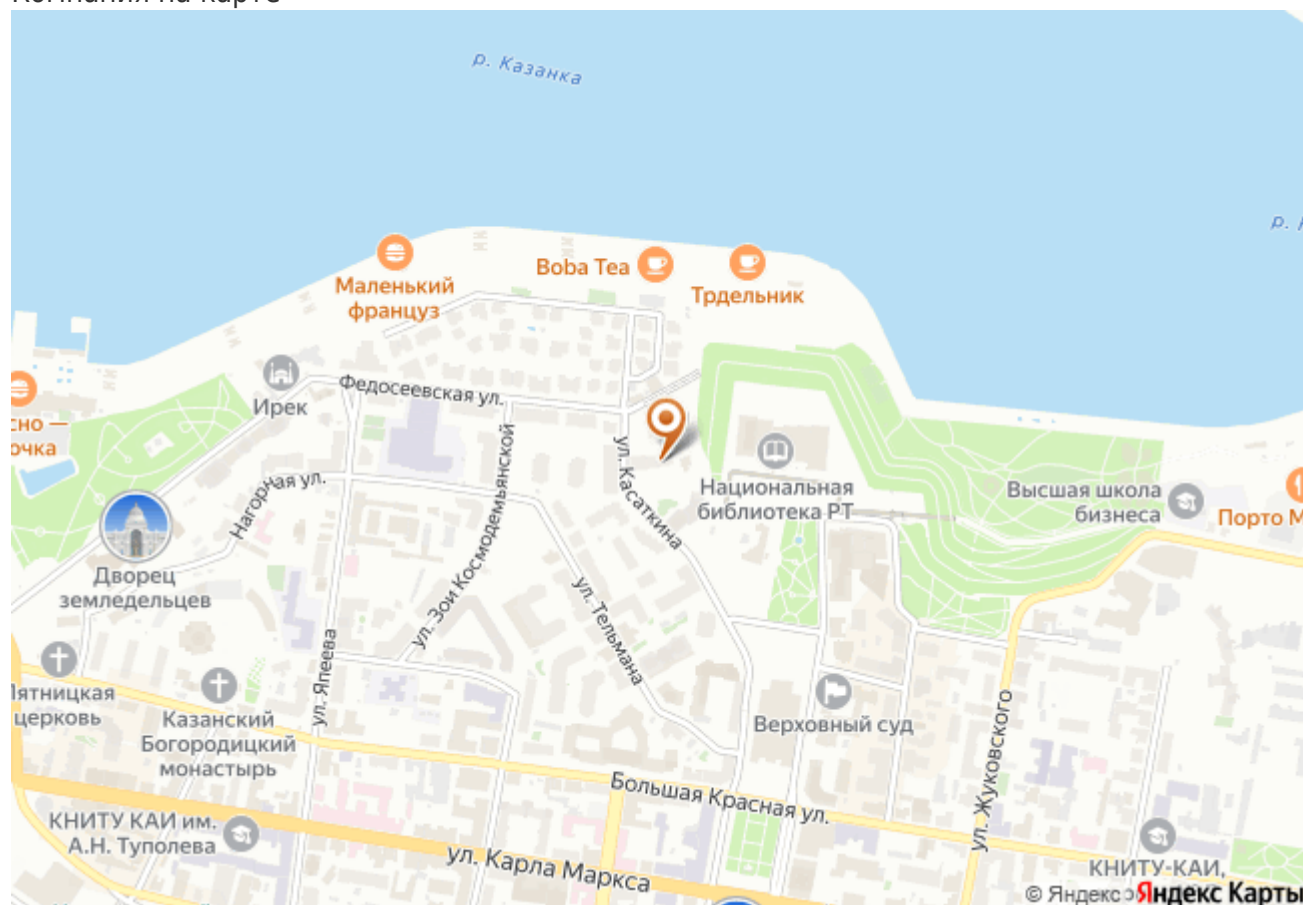 р. Казанка
Boba Tea
Маленький
француз
Трдельник
Ирек
Федосеевская ул.
ул. Касаткина
ул. Зои Космодемьянской
Нагорная ул.
Национальная
библиотека РТ
Высшая школа
бизнеса
Дворец
земледельцев
ул. Тельмана
ул. Япеева
Пятницкая
церковь
Казанский
Богородицкий
монастырь
Верховный суд
ул. Жуковского
Большая Красная ул.
КНИТУ КАИ им.
А.Н. Туполева
ул. Карла Маркса
КНИТУ-КАИ,
© Яндекс
Яндекс Карты